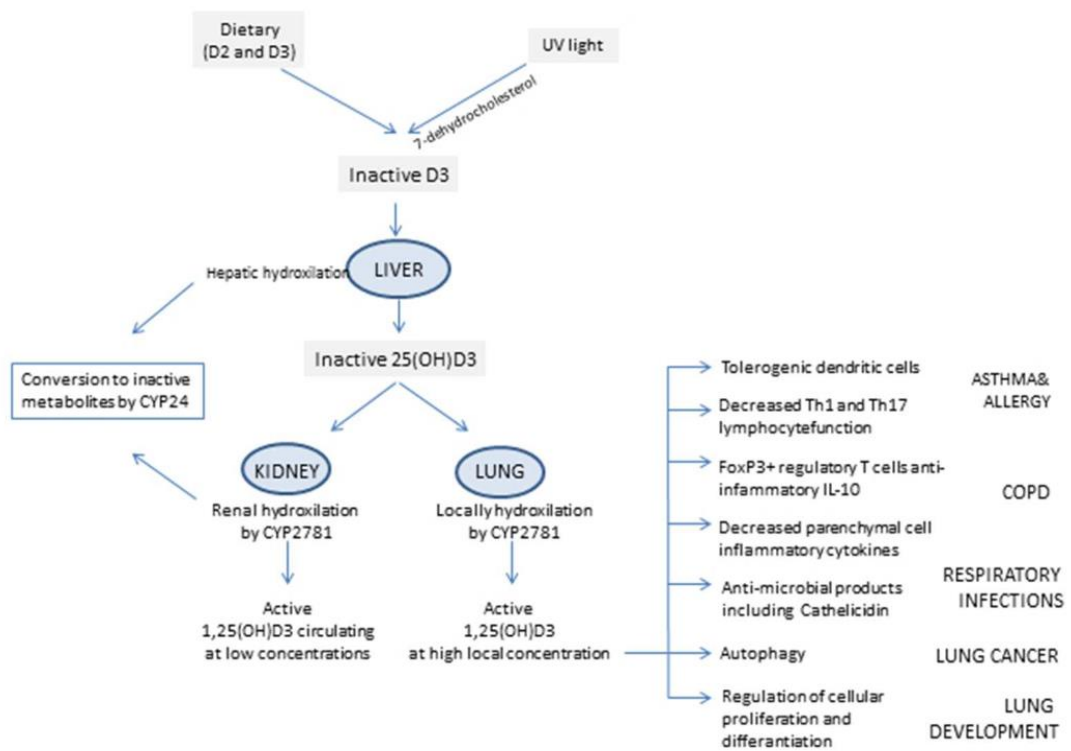 Dietary
(D2 and D3)
UV light
7-dehydrocholesterol
Inactive D3
Hepatic hydroxilation
LIVER
Inactive 25(OH)D3
Conversion to inactive
metabolites by CYP24
KIDNEY
LUNG
Renal hydroxilation
by CYP2781
Locally hydroxilation
by CYP2781
Active
1,25(OH)D3 circulating
at low concentrations
Active
1,25(OH)D3
at high local concentration
Tolerogenic dendritic cells
Decreased Th1 and Th17
lymphocytefunction
FoxP3+ regulatory T cells anti-
infammatory IL-10
Decreased parenchymal cell
inflammatory cytokines
Anti-microbial products
including Cathelicidin
Autophagy
Regulation of cellular
proliferation and
differantiation
ASTHMA&
ALLERGY
COPD
RESPIRATORY
INFECTIONS
LUNG CANCER
LUNG
DEVELOPMENT